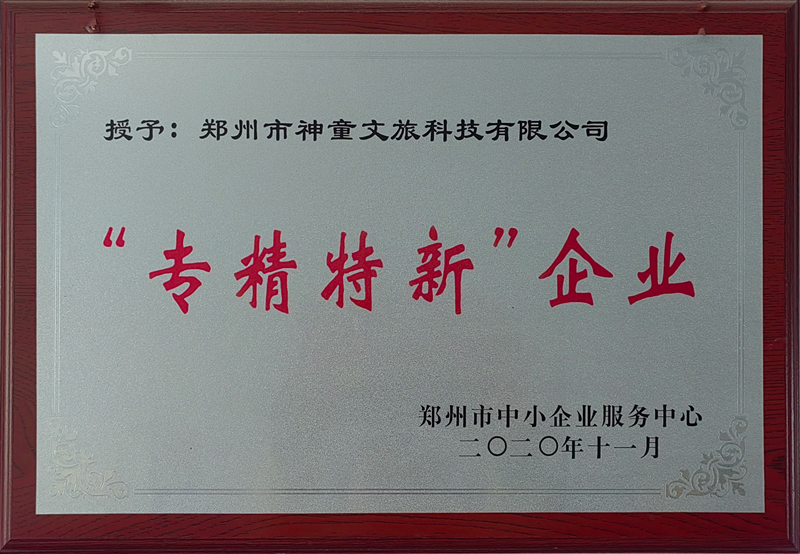 授予：郑州市神童文旅科技有限公司
“专精特新”企业
郑州市中小企业服务中心
二〇二〇年十一月